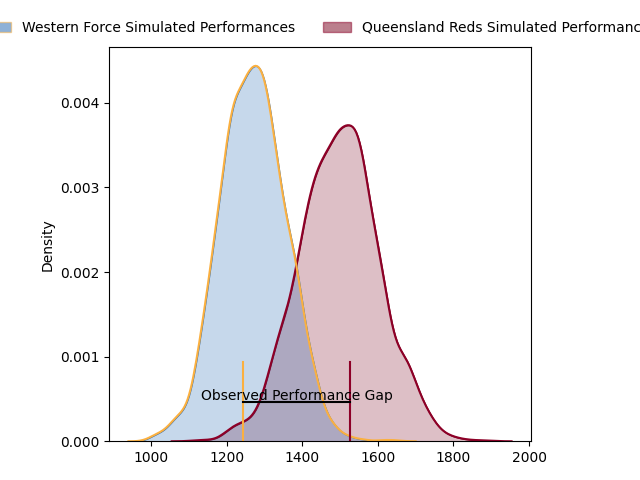 Western Force Simulated Performances
Queensland Reds Simulated Performanc
0.004
0.003
0.002
0.001
0.000
Density
Observed Performance Gap
1000 1200 1400 1600 1800 2000